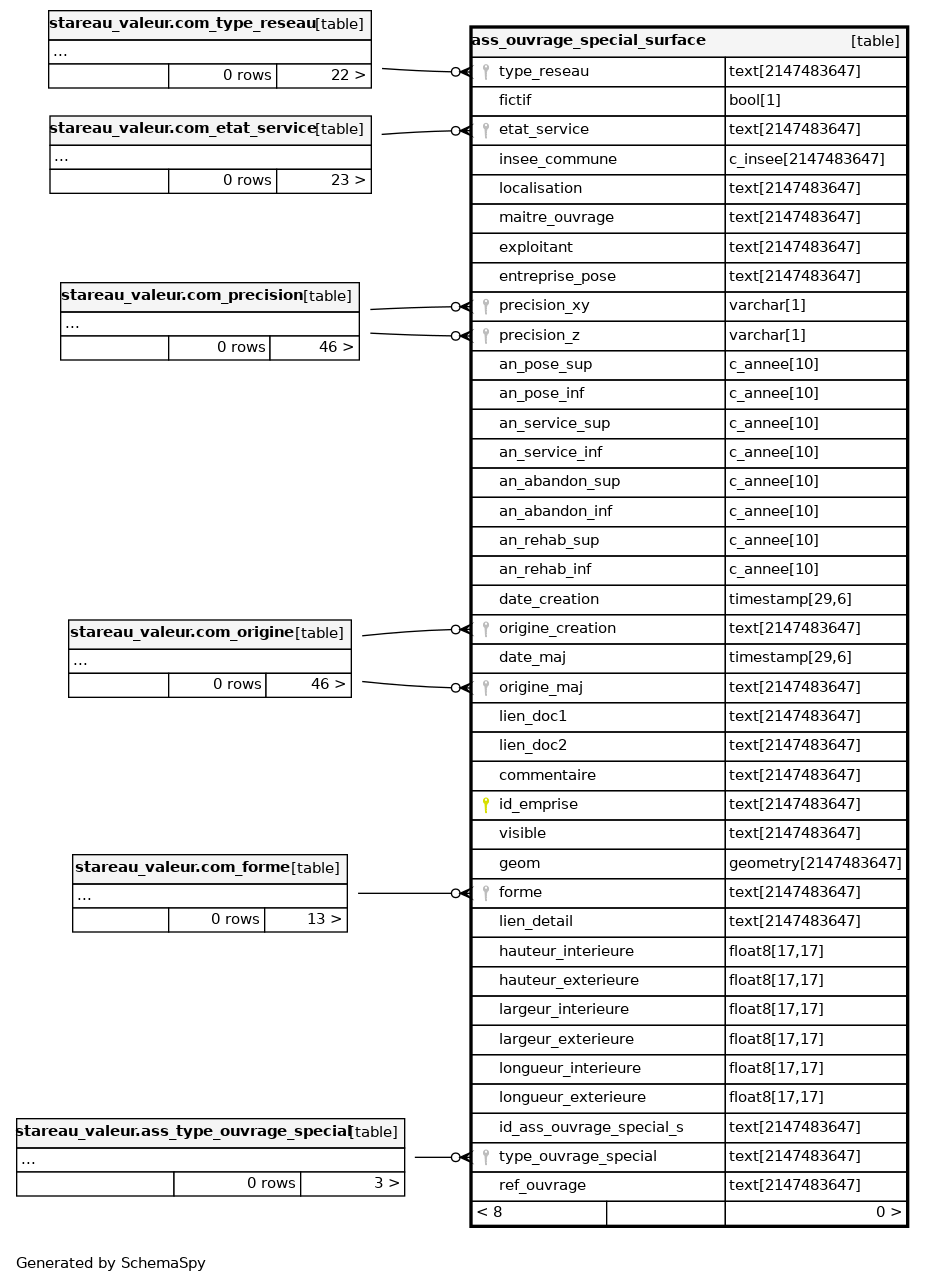 stareau_valeur.com_type_reseau [table]
...
0 rows 22 >
stareau_valeur.com_etat_service [table]
...
0 rows 23 >
stareau_valeur.com_precision [table]
...
0 rows 46 >
stareau_valeur.com_origine [table]
...
0 rows 46 >
stareau_valeur.com_forme [table]
...
0 rows 13 >
stareau_valeur.ass_type_ouvrage_special [table]
...
0 rows 3 >
ass_ouvrage_special_surface [table]
type_reseau text[2147483647]
fictif bool[1]
etat_service text[2147483647]
insee_commune c_insee[2147483647]
localisation text[2147483647]
maitre_ouvrage text[2147483647]
exploitant text[2147483647]
entreprise_pose text[2147483647]
precision_xy varchar[1]
precision_z varchar[1]
an_pose_sup c_annee[10]
an_pose_inf c_annee[10]
an_service_sup c_annee[10]
an_service_inf c_annee[10]
an_abandon_sup c_annee[10]
an_abandon_inf c_annee[10]
an_rehab_sup c_annee[10]
an_rehab_inf c_annee[10]
date_creation timestamp[29,6]
origine_creation text[2147483647]
date_maj timestamp[29,6]
origine_maj text[2147483647]
lien_doc1 text[2147483647]
lien_doc2 text[2147483647]
commentaire text[2147483647]
id_emprise text[2147483647]
visible text[2147483647]
geom geometry[2147483647]
forme text[2147483647]
lien_detail text[2147483647]
hauteur_interieure float8[17,17]
hauteur_exterieure float8[17,17]
largeur_interieure float8[17,17]
largeur_exterieure float8[17,17]
longueur_interieure float8[17,17]
longueur_exterieure float8[17,17]
id_ass_ouvrage_special_s text[2147483647]
type_ouvrage_special text[2147483647]
ref_ouvrage text[2147483647]
< 8 0 >
Generated by SchemaSpy